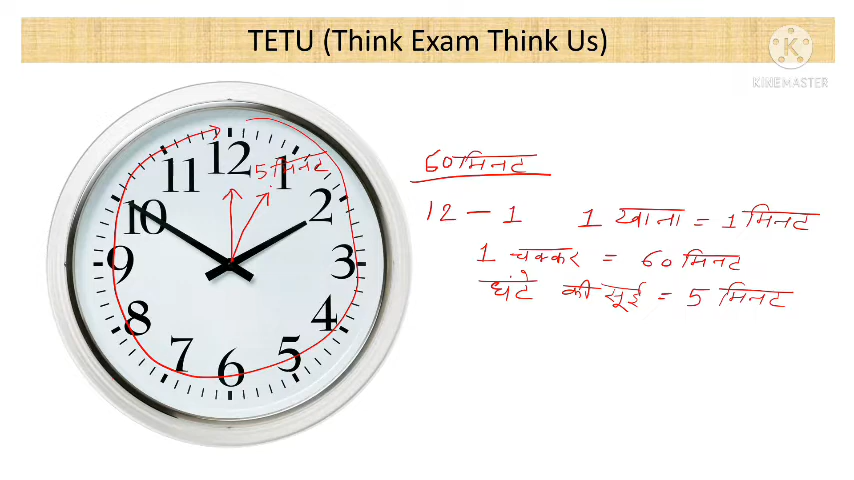 TETU (Think Exam Think Us)
K
KINEMASTER
12
11
1
5 मिनट
10
2
9
3
8
4
7
5
6
60 मिनट
12 – 1 1 खाना = 1 मिनट
1 चक्कर = 60 मिनट
घंटे की सूई = 5 मिनट